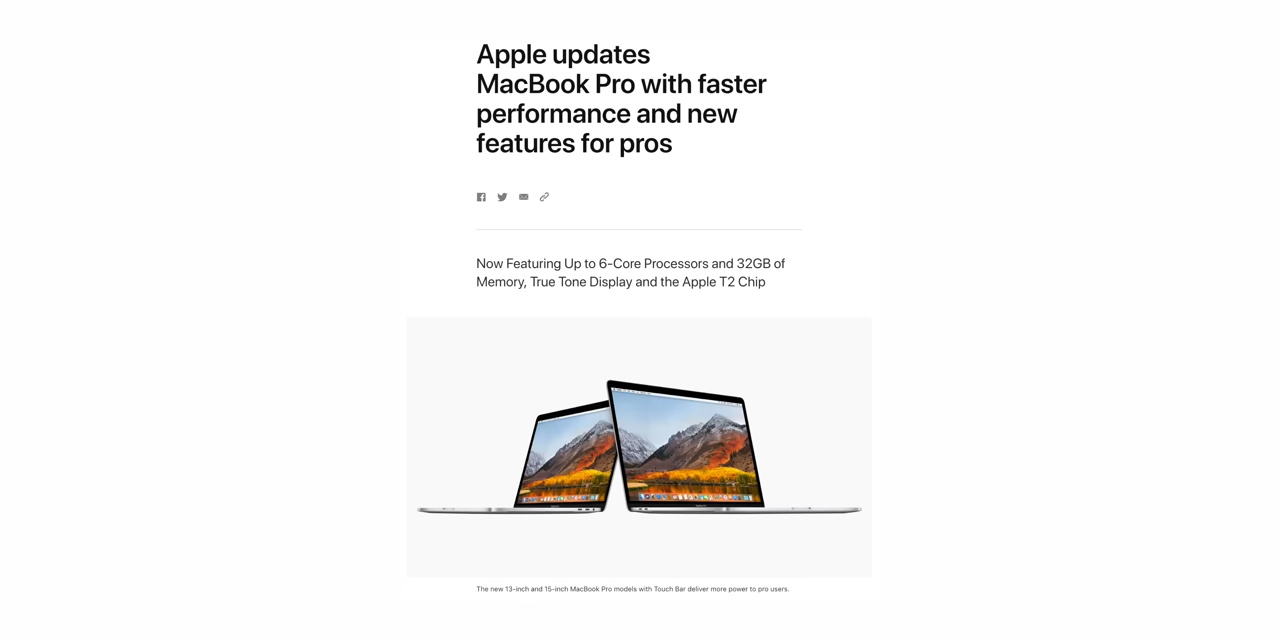 Apple updates
MacBook Pro with faster
performance and new
features for pros
Now Featuring Up to 6-Core Processors and 32GB of
Memory, True Tone Display and the Apple T2 Chip
The new 13-inch and 15-inch MacBook Pro models with Touch Bar deliver more power to pro users.